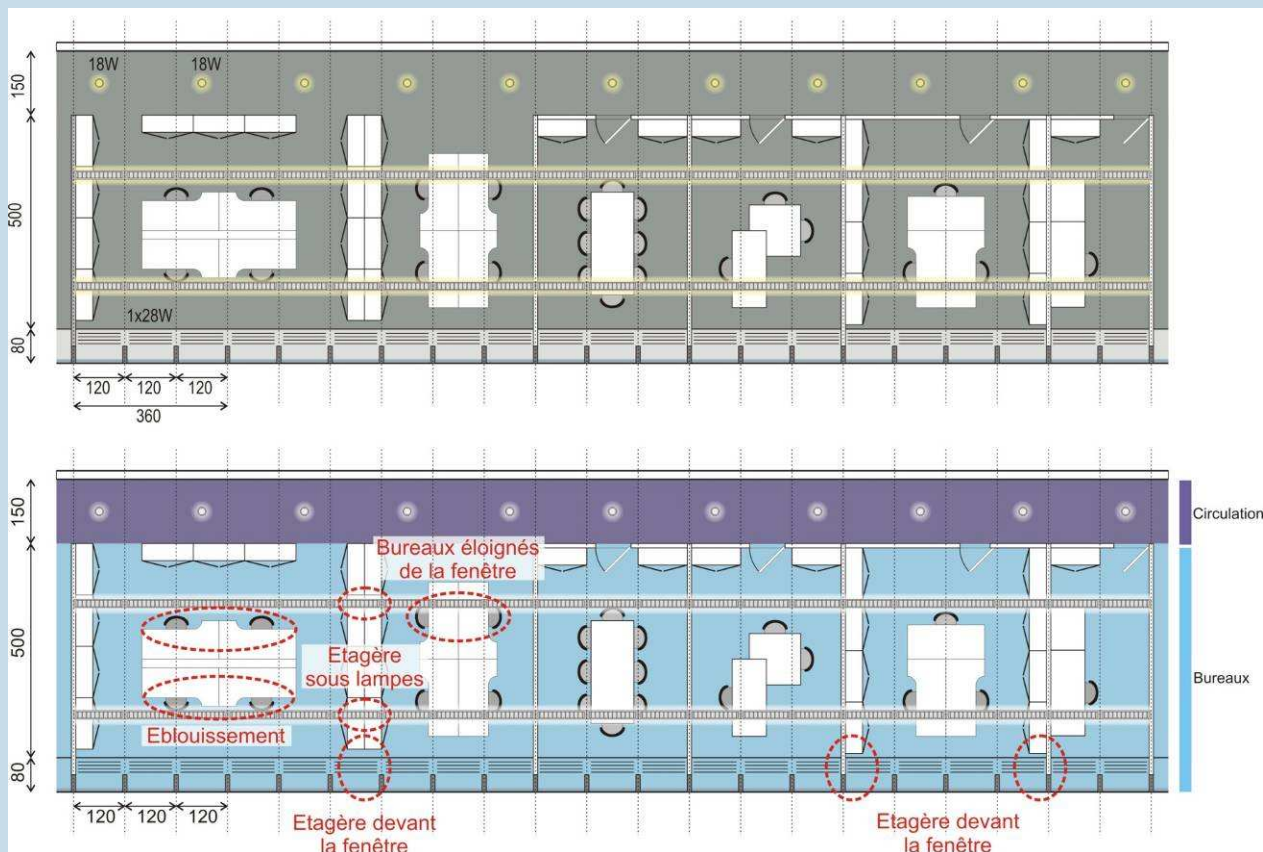 18W
18W
150
500
1x28W
80
120
120
120
360
150
Circulation
Bureaux éloignés
de la fenêtre
500
Etagère
sous lampes
Bureaux
Eblouissement
80
120
120
120
Etagère devant
la fenêtre
Etagère devant
la fenêtre